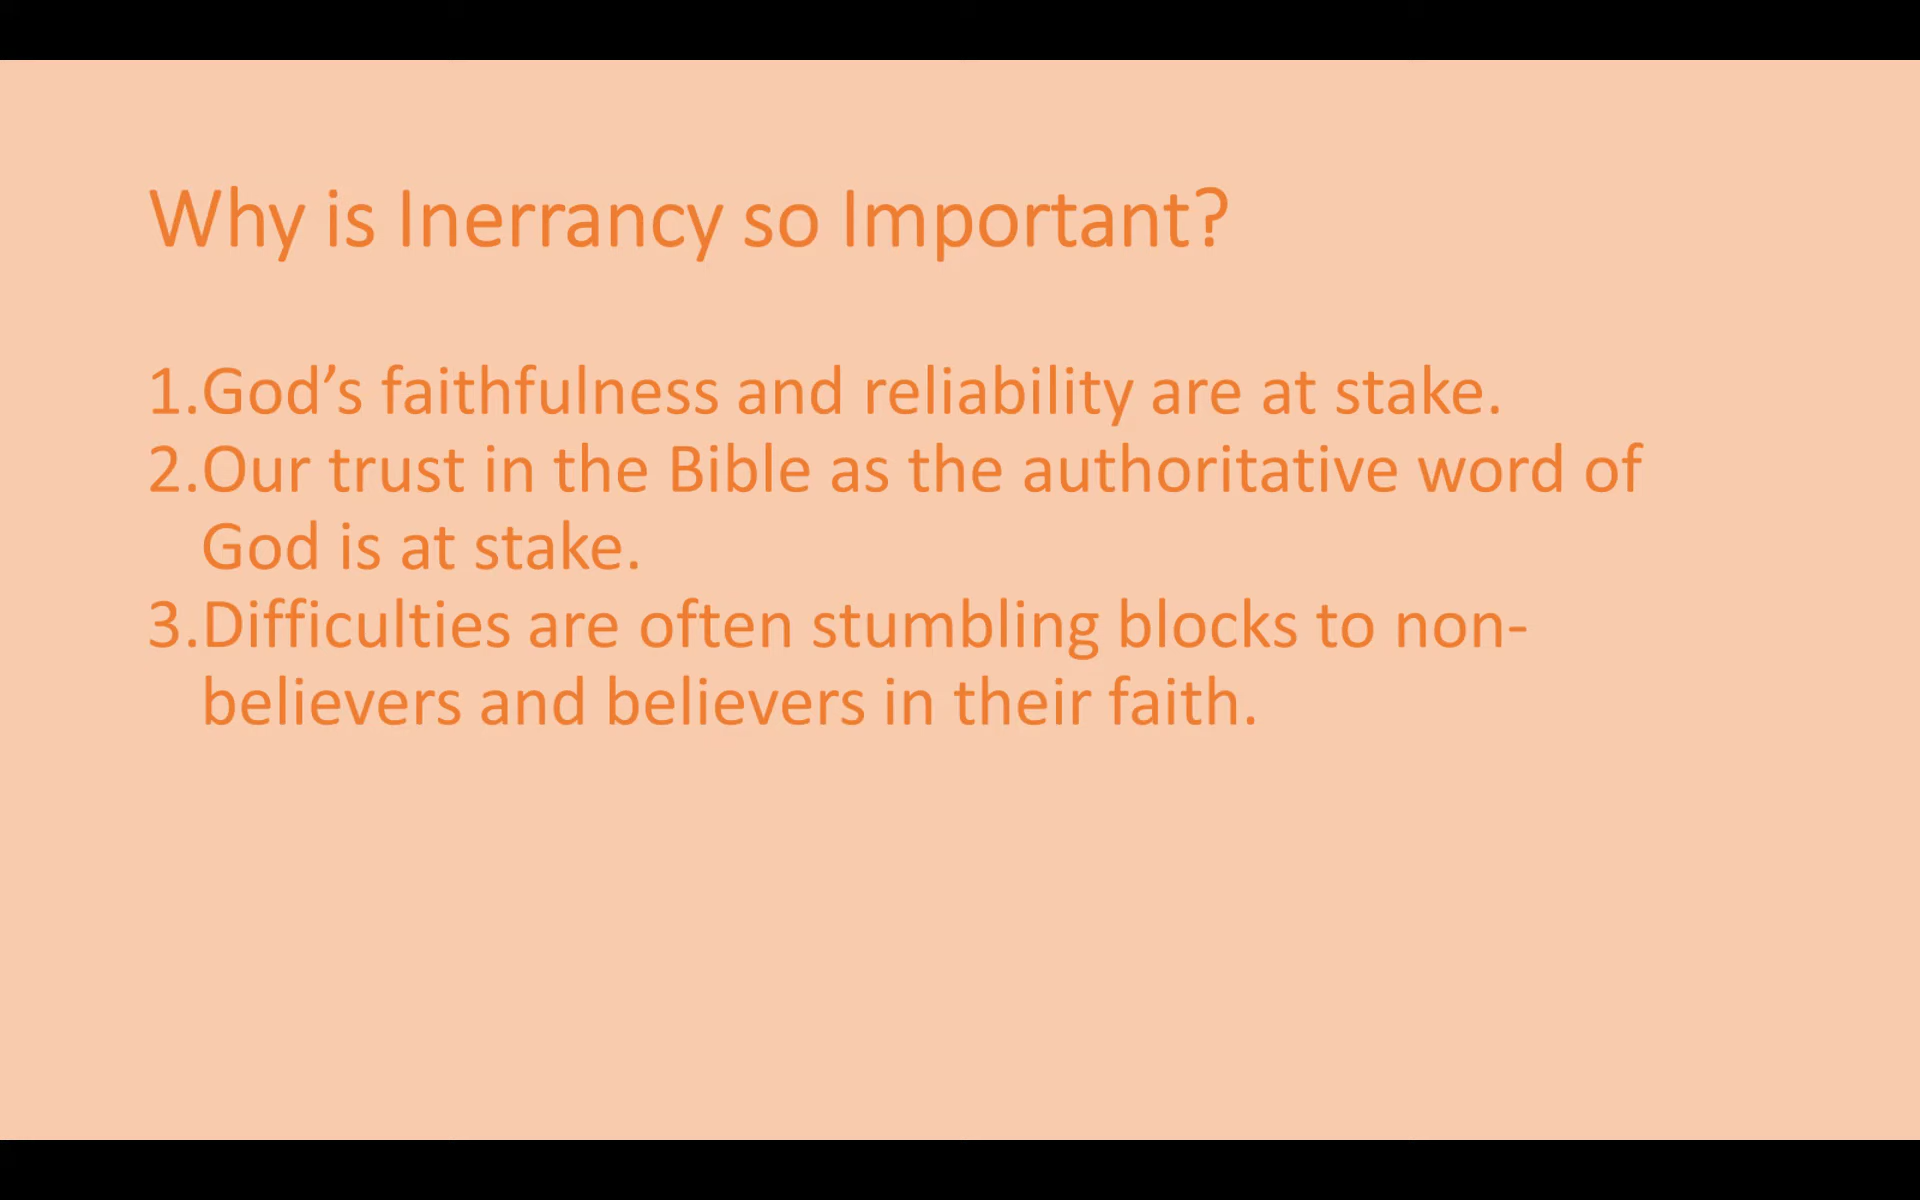 Why is Inerrancy so Important?
1.God’s faithfulness and reliability are at stake.
2.Our trust in the Bible as the authoritative word of
God is at stake.
3.Difficulties are often stumbling blocks to non-
believers and believers in their faith.